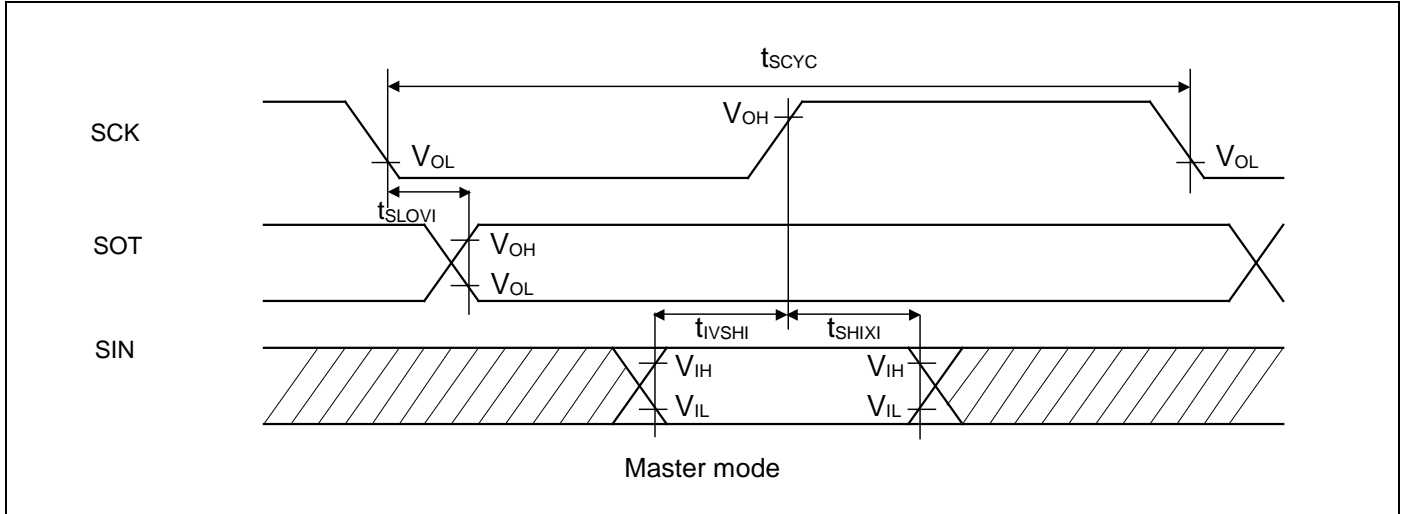 tSCYC
SCK
VOH
VOL
VOL
tSLOVI
SOT
VOH
VOL
tIVSHI
tSHIXI
SIN
VIH
VIH
VIL
VIL
Master mode